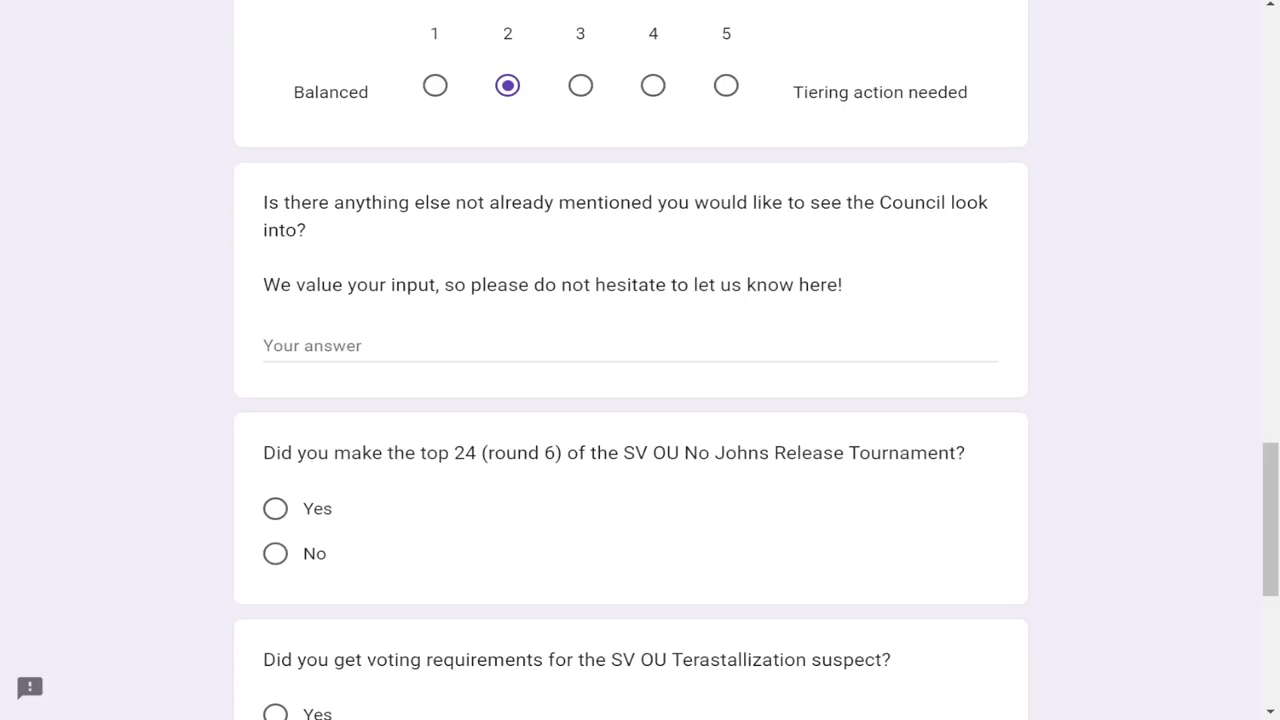 1 2 3 4 5
Balanced Tiering action needed
Is there anything else not already mentioned you would like to see the Council look
into?
We value your input, so please do not hesitate to let us know here!
Your answer
Did you make the top 24 (round 6) of the SV OU No Johns Release Tournament?
Yes
No
Did you get voting requirements for the SV OU Terastallization suspect?
Yes